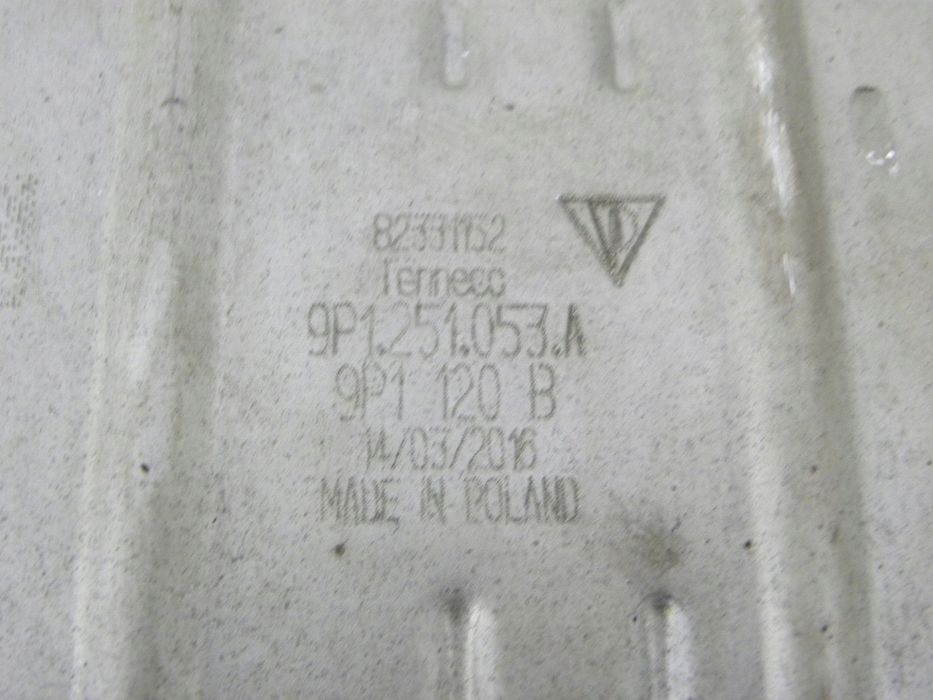 82331152
Tenneco
9P1.251.053.A
9P1 120 B
14/03/2016
MADE IN POLAND